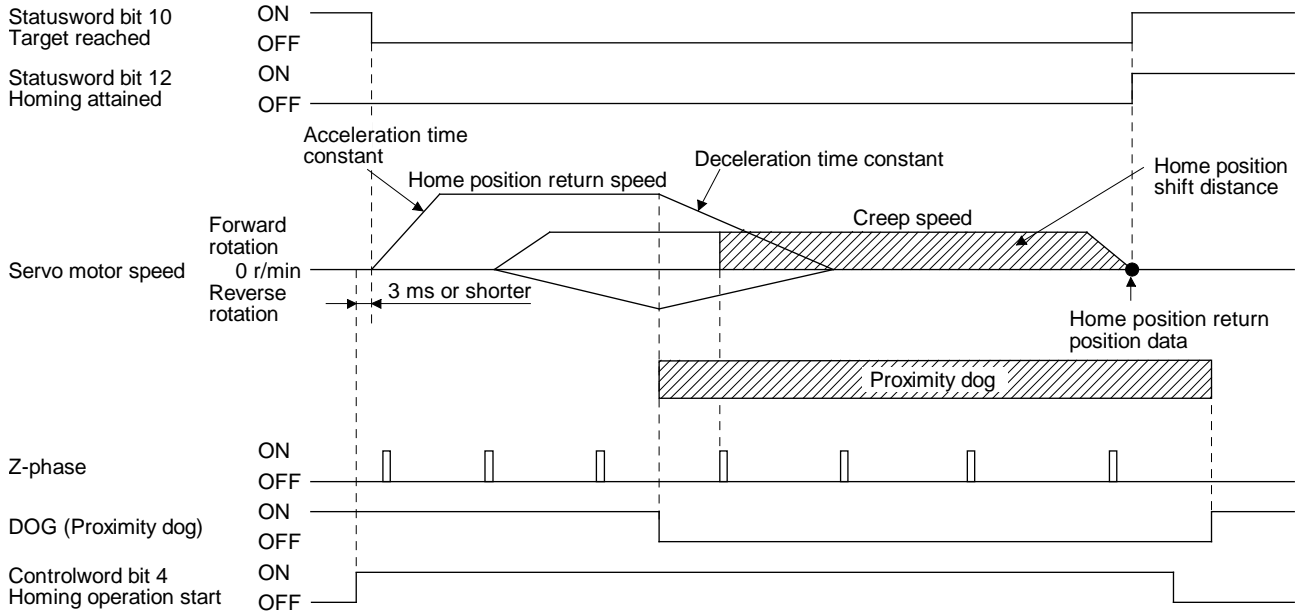 Statusword bit 10
Target reached
ON
OFF
Statusword bit 12
Homing attained
ON
OFF
Acceleration time
constant
Home position return speed
Deceleration time constant
Home position
shift distance
Creep speed
Forward
rotation
Servo motor speed
0 r/min
Reverse
rotation
3 ms or shorter
Home position return
position data
Proximity dog
Z-phase
ON
OFF
DOG (Proximity dog)
ON
OFF
Controlword bit 4
Homing operation start
ON
OFF